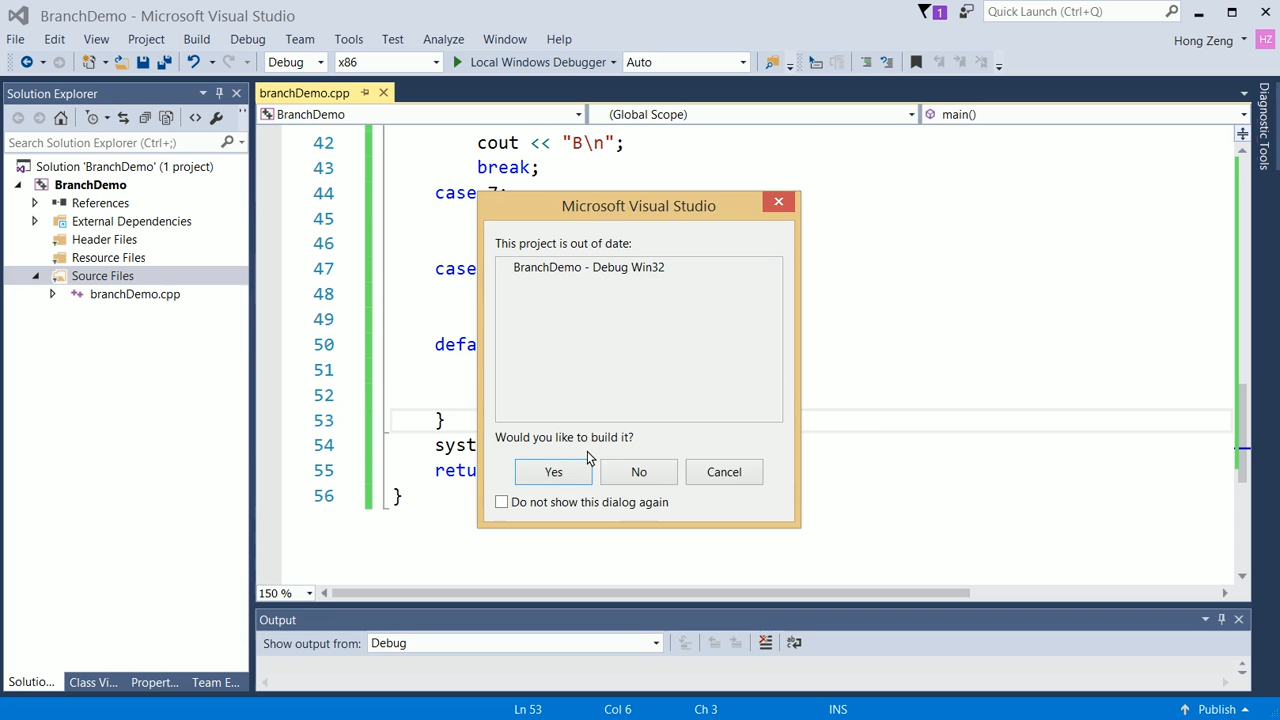 BranchDemo - Microsoft Visual Studio
1
Quick Launch (Ctrl+Q)
File Edit View Project Build Debug Team Tools Test Analyze Window Help
Hong Zeng
HZ
Debug
x86
Local Windows Debugger
Auto
Solution Explorer
branchDemo.cpp
BranchDemo
(Global Scope)
main()
Search Solution Explorer (Ctrl+;)
Solution 'BranchDemo' (1 project)
BranchDemo
References
External Dependencies
Header Files
Resource Files
Source Files
branchDemo.cpp
42 cout << "B\n";
43 break;
44 case 7:
45
46
47 case
48
49
50 defa
51
52
53 }
54 syst
55 retu
56 }
Microsoft Visual Studio
This project is out of date:
BranchDemo - Debug Win32
Would you like to build it?
Yes
No
Cancel
Do not show this dialog again
Diagnostic Tools
150 %
Output
Show output from: Debug
Solutio... Class Vi... Propert... Team E...
Ln 53 Col 6 Ch 3 INS Publish